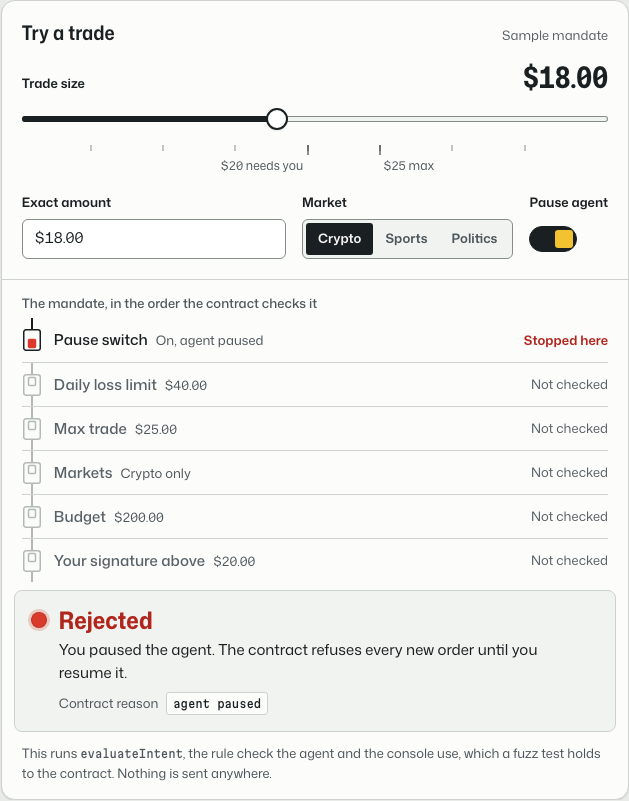 Try a trade
Sample mandate
Trade size
$18.00
$20 needs you
$25 max
Exact amount
Market
Pause agent
$18.00
Crypto
Sports
Politics
The mandate, in the order the contract checks it
Pause switch On, agent paused
Stopped here
Daily loss limit $40.00
Not checked
Max trade $25.00
Not checked
Markets Crypto only
Not checked
Budget $200.00
Not checked
Your signature above $20.00
Not checked
Rejected
You paused the agent. The contract refuses every new order until you
resume it.
Contract reason agent paused
This runs evaluateIntent, the rule check the agent and the console use, which a fuzz test holds
to the contract. Nothing is sent anywhere.